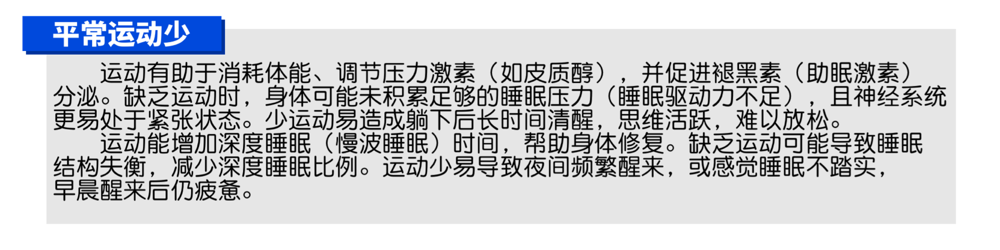 平常运动少
运动有助于消耗体能、调节压力激素（如皮质醇），并促进褪黑素（助眠激素）
分泌。缺乏运动时，身体可能未积累足够的睡眠压力（睡眠驱动力不足），且神经系统
更易处于紧张状态。少运动易造成躺下后长时间清醒，思维活跃，难以放松。
运动能增加深度睡眠（慢波睡眠）时间，帮助身体修复。缺乏运动可能导致睡眠
结构失衡，减少深度睡眠比例。运动少易导致夜间频繁醒来，或感觉睡眠不踏实，
早晨醒来后仍疲惫。